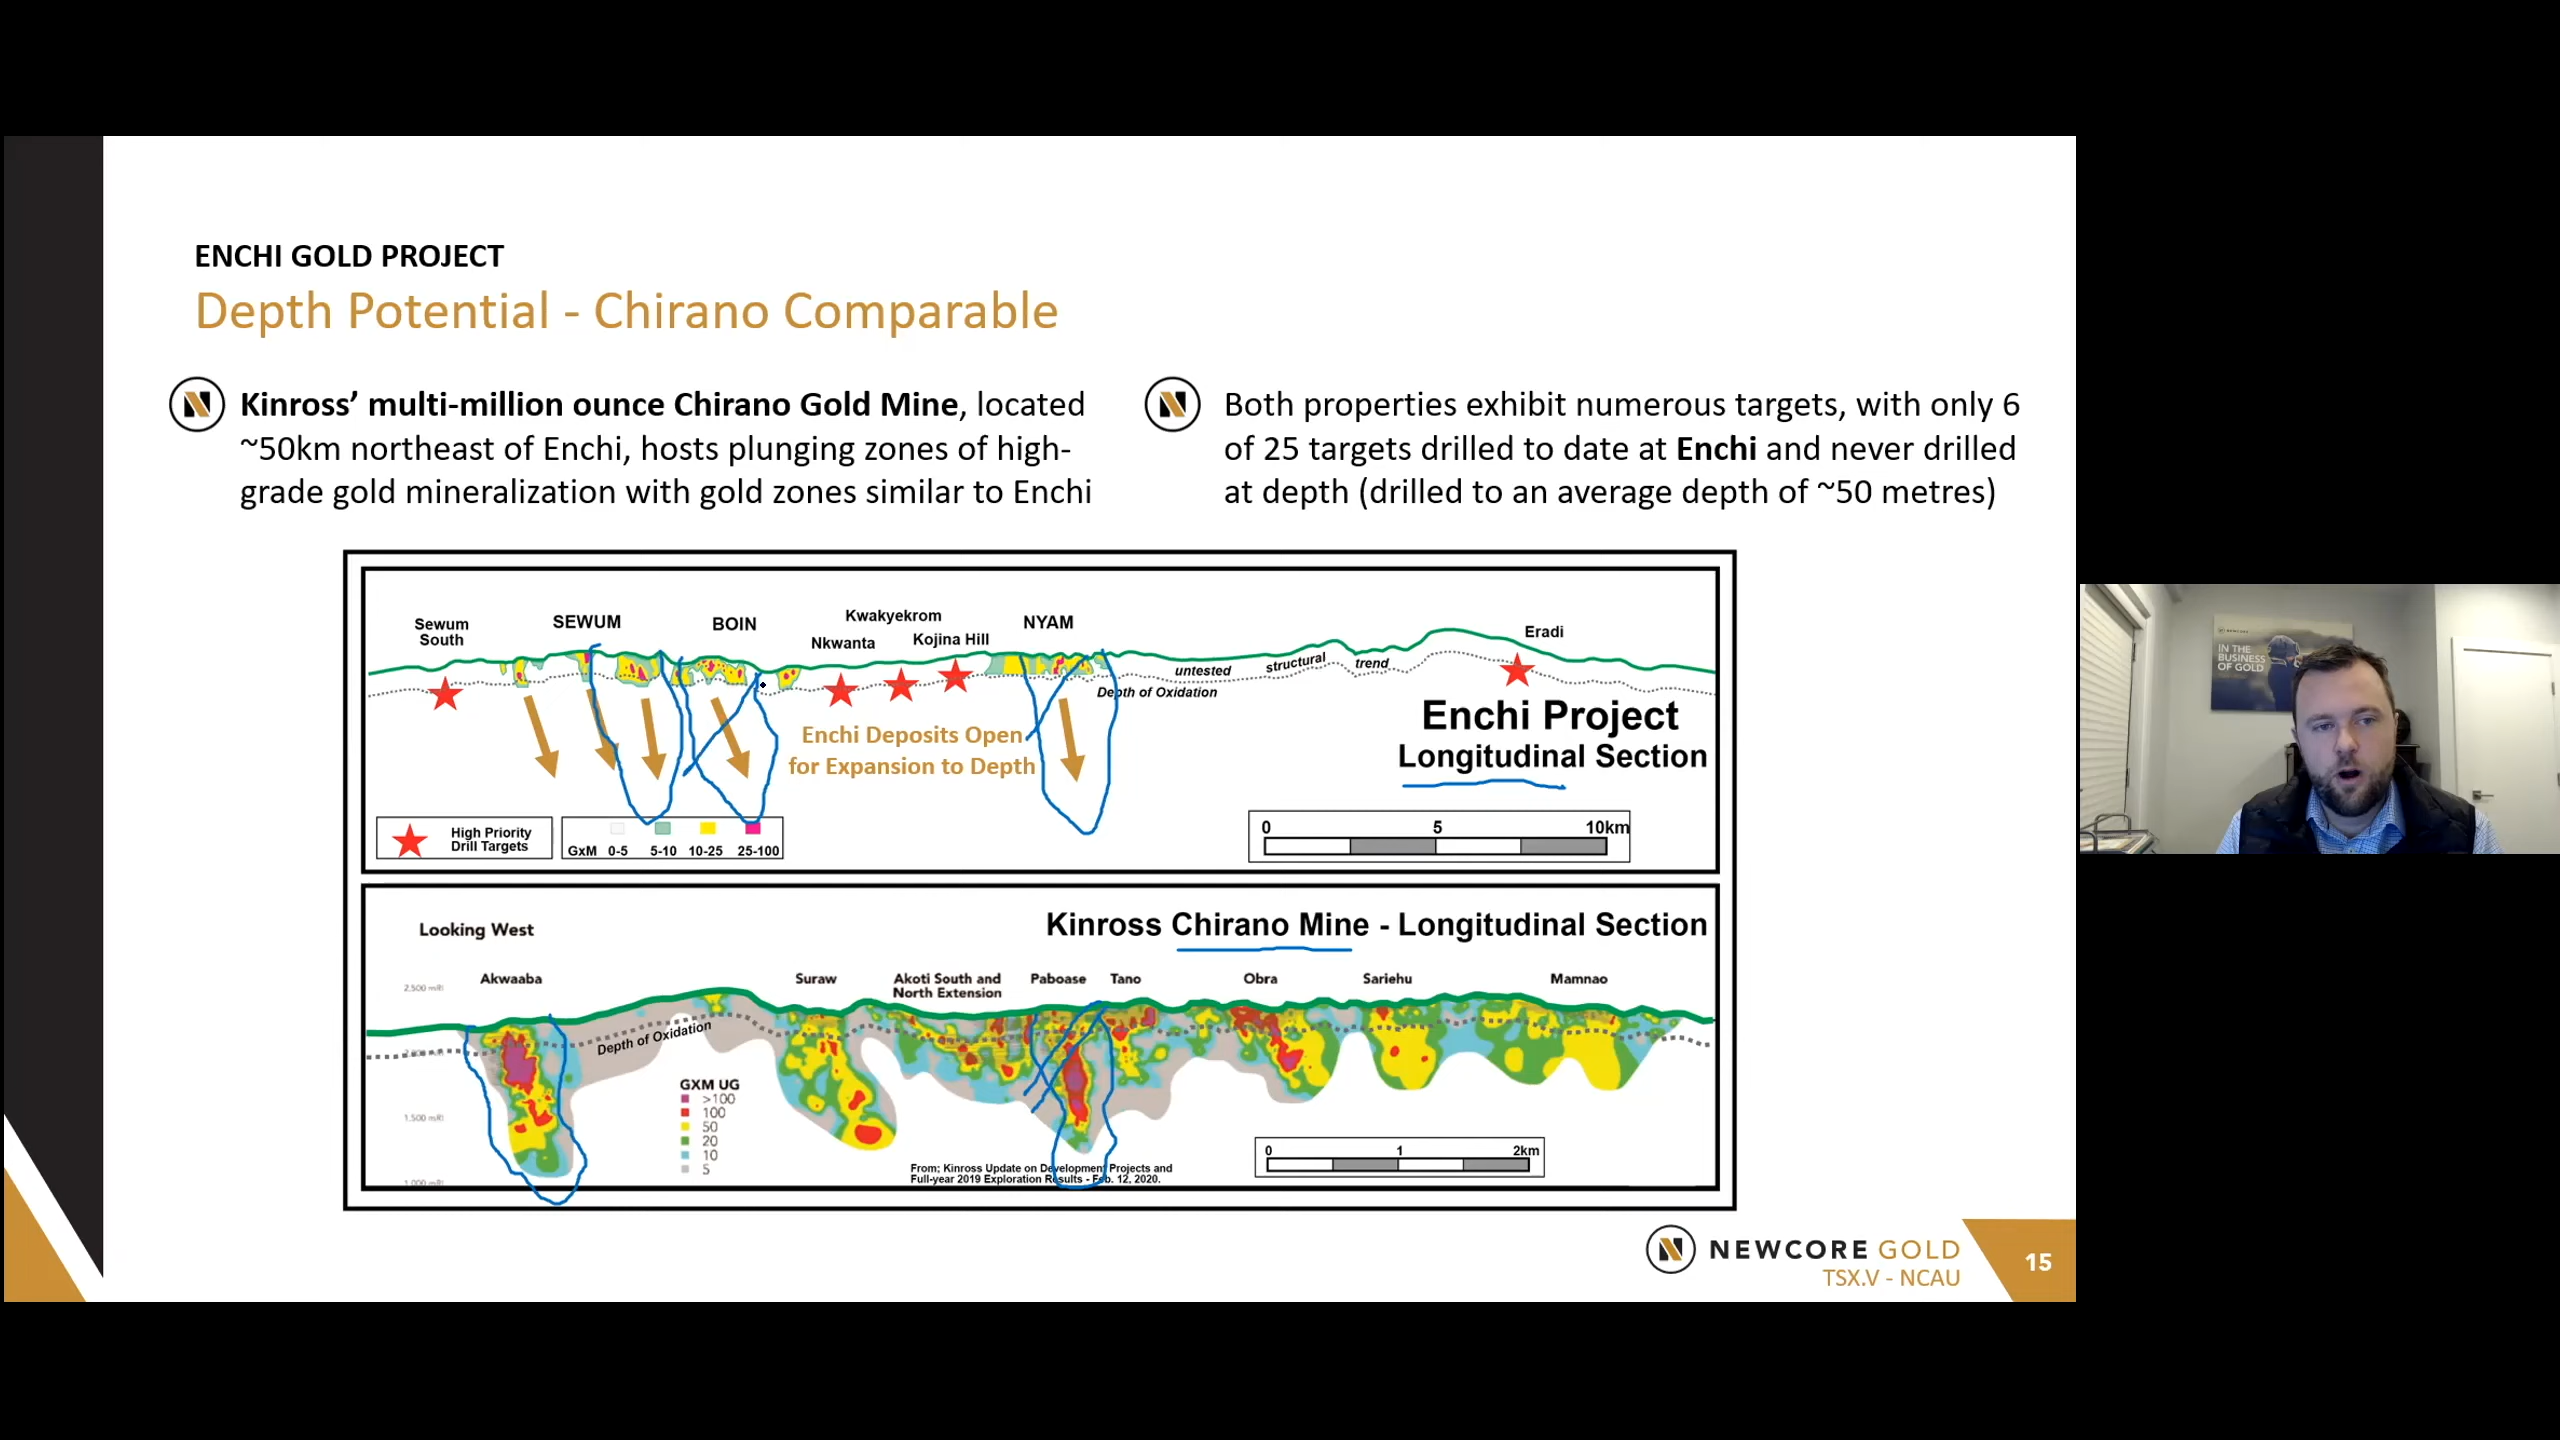 ENCHI GOLD PROJECT
Depth Potential - Chirano Comparable
Kinross’ multi-million ounce Chirano Gold Mine, located
~50km northeast of Enchi, hosts plunging zones of high-
grade gold mineralization with gold zones similar to Enchi
Both properties exhibit numerous targets, with only 6
of 25 targets drilled to date at Enchi and never drilled
at depth (drilled to an average depth of ~50 metres)
Sewum
South
SEWUM
BOIN
Kwakyekrom
Nkwanta
Kojina Hill
NYAM
Eradi
untested structural trend
Depth of Oxidation
Enchi Deposits Open
for Expansion to Depth
Enchi Project
Longitudinal Section
High Priority
Drill Targets
GxM 0-5 5-10 10-25 25-100
0 5 10km
Kinross Chirano Mine - Longitudinal Section
Looking West
Akwaaba
Suraw
Akoti South and
North Extension
Paboase
Tano
Obra
Sariehu
Mamnao
2,500 mRl
Depth of Oxidation
1,500 mRl
1,000 mRl
GXM UG
>100
100
50
20
10
5
0 1 2km
From; Kinross Update on Development Projects and
Full-year 2019 Exploration Results - Feb. 12, 2020.
NEWCORE GOLD
TSX.V - NCAU
15
NEWCORE
IN THE
BUSINESS
OF GOLD